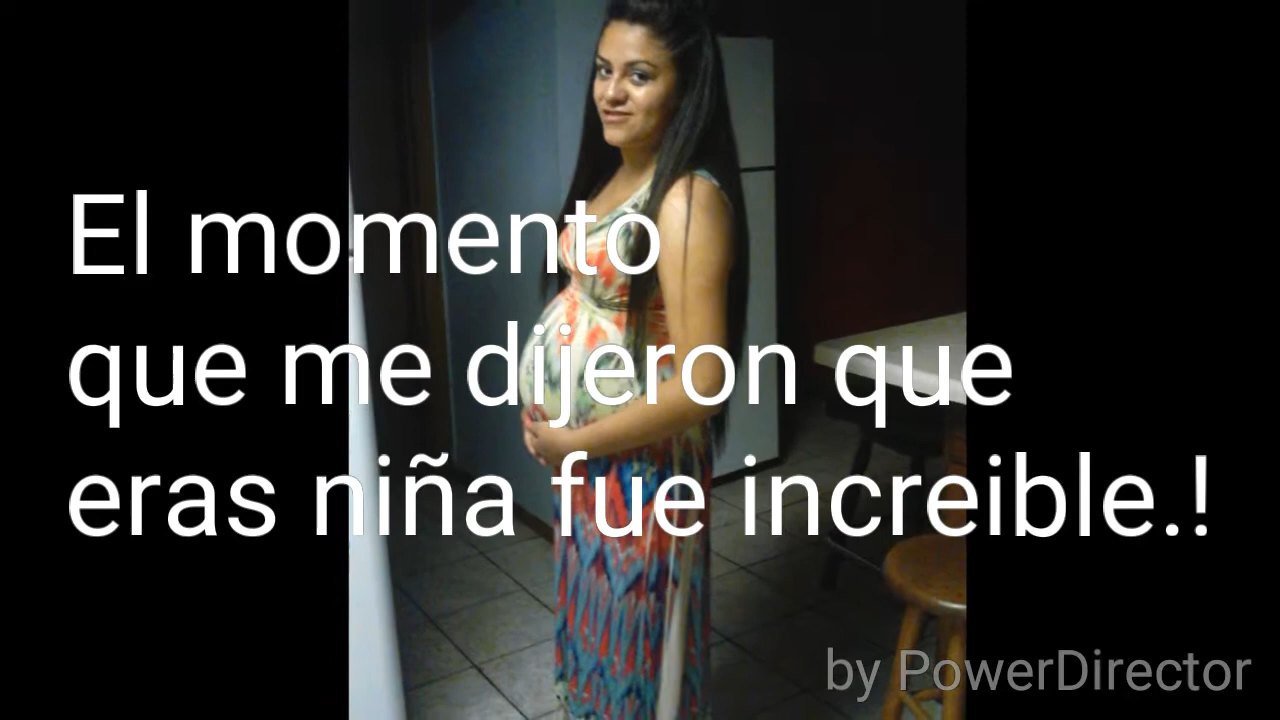 El momento
que me dijeron que
eras niña fue increible.!
by PowerDirector